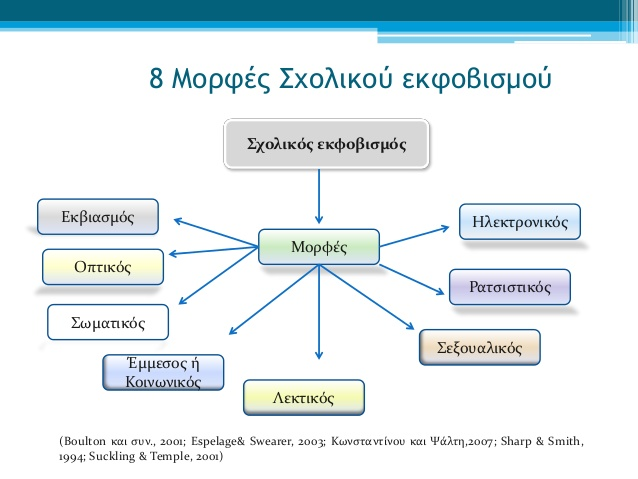 8 Μορφές Σχολικού εκφοβισμού
Σχολικός εκφοβισμός
Εκβιασμός
Ηλεκτρονικός
Μορφές
Οπτικός
Ρατσιστικός
Σωματικός
Σεξουαλικός
Έμμεσος ή
Κοινωνικός
Λεκτικός
(Boulton και συν., 2001; Espelage& Swearer, 2003; Κωνσταντίνου και Ψάλτη,2007; Sharp & Smith,
1994; Suckling & Temple, 2001)